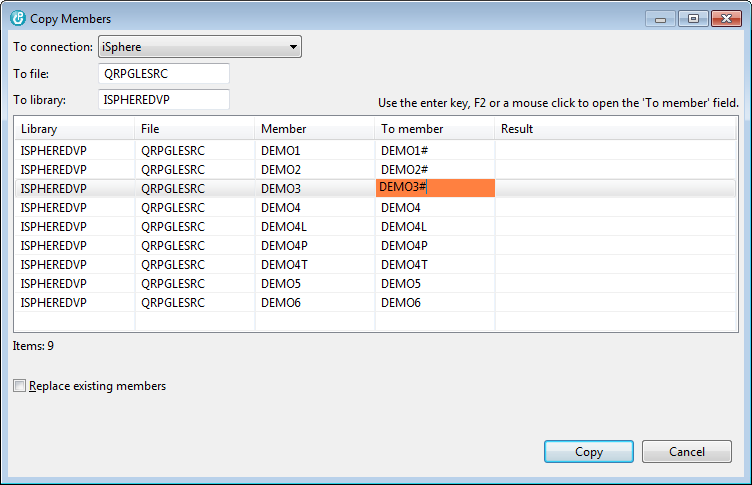 Copy Members
To connection: iSphere
To file: QRPGLESRC
To library: ISPHEREDVP
Use the enter key, F2 or a mouse click to open the 'To member' field.
Library File Member To member Result
ISPHEREDVP QRPGLESRC DEMO1 DEMO1#
ISPHEREDVP QRPGLESRC DEMO2 DEMO2#
ISPHEREDVP QRPGLESRC DEMO3 DEMO3#
ISPHEREDVP QRPGLESRC DEMO4 DEMO4
ISPHEREDVP QRPGLESRC DEMO4L DEMO4L
ISPHEREDVP QRPGLESRC DEMO4P DEMO4P
ISPHEREDVP QRPGLESRC DEMO4T DEMO4T
ISPHEREDVP QRPGLESRC DEMO5 DEMO5
ISPHEREDVP QRPGLESRC DEMO6 DEMO6
Items: 9
Replace existing members
Copy Cancel